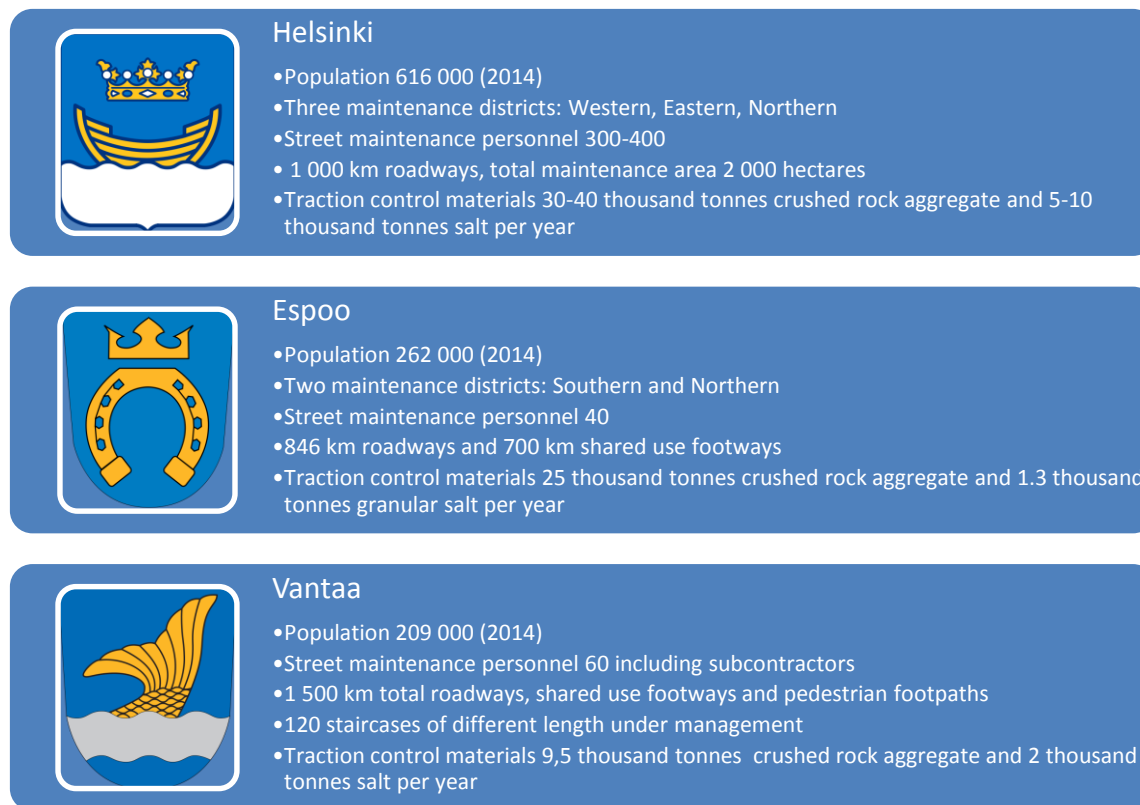 Helsinki
•Population 616 000 (2014)
•Three maintenance districts: Western, Eastern, Northern
•Street maintenance personnel 300-400
• 1 000 km roadways, total maintenance area 2 000 hectares
•Traction control materials 30-40 thousand tonnes crushed rock aggregate and 5-10
thousand tonnes salt per year
Espoo
•Population 262 000 (2014)
•Two maintenance districts: Southern and Northern
•Street maintenance personnel 40
•846 km roadways and 700 km shared use footways
•Traction control materials 25 thousand tonnes crushed rock aggregate and 1.3 thousand
tonnes granular salt per year
Vantaa
•Population 209 000 (2014)
•Street maintenance personnel 60 including subcontractors
•1 500 km total roadways, shared use footways and pedestrian footpaths
•120 staircases of different length under management
•Traction control materials 9,5 thousand tonnes  crushed rock aggregate and 2 thousand
tonnes salt per year